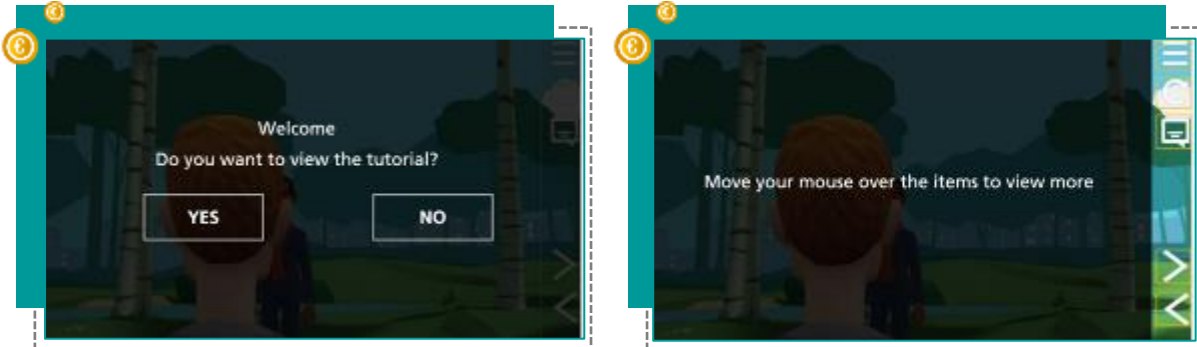 Welcome
Do you want to view the tutorial?
YES
NO
Move your mouse over the items to view more